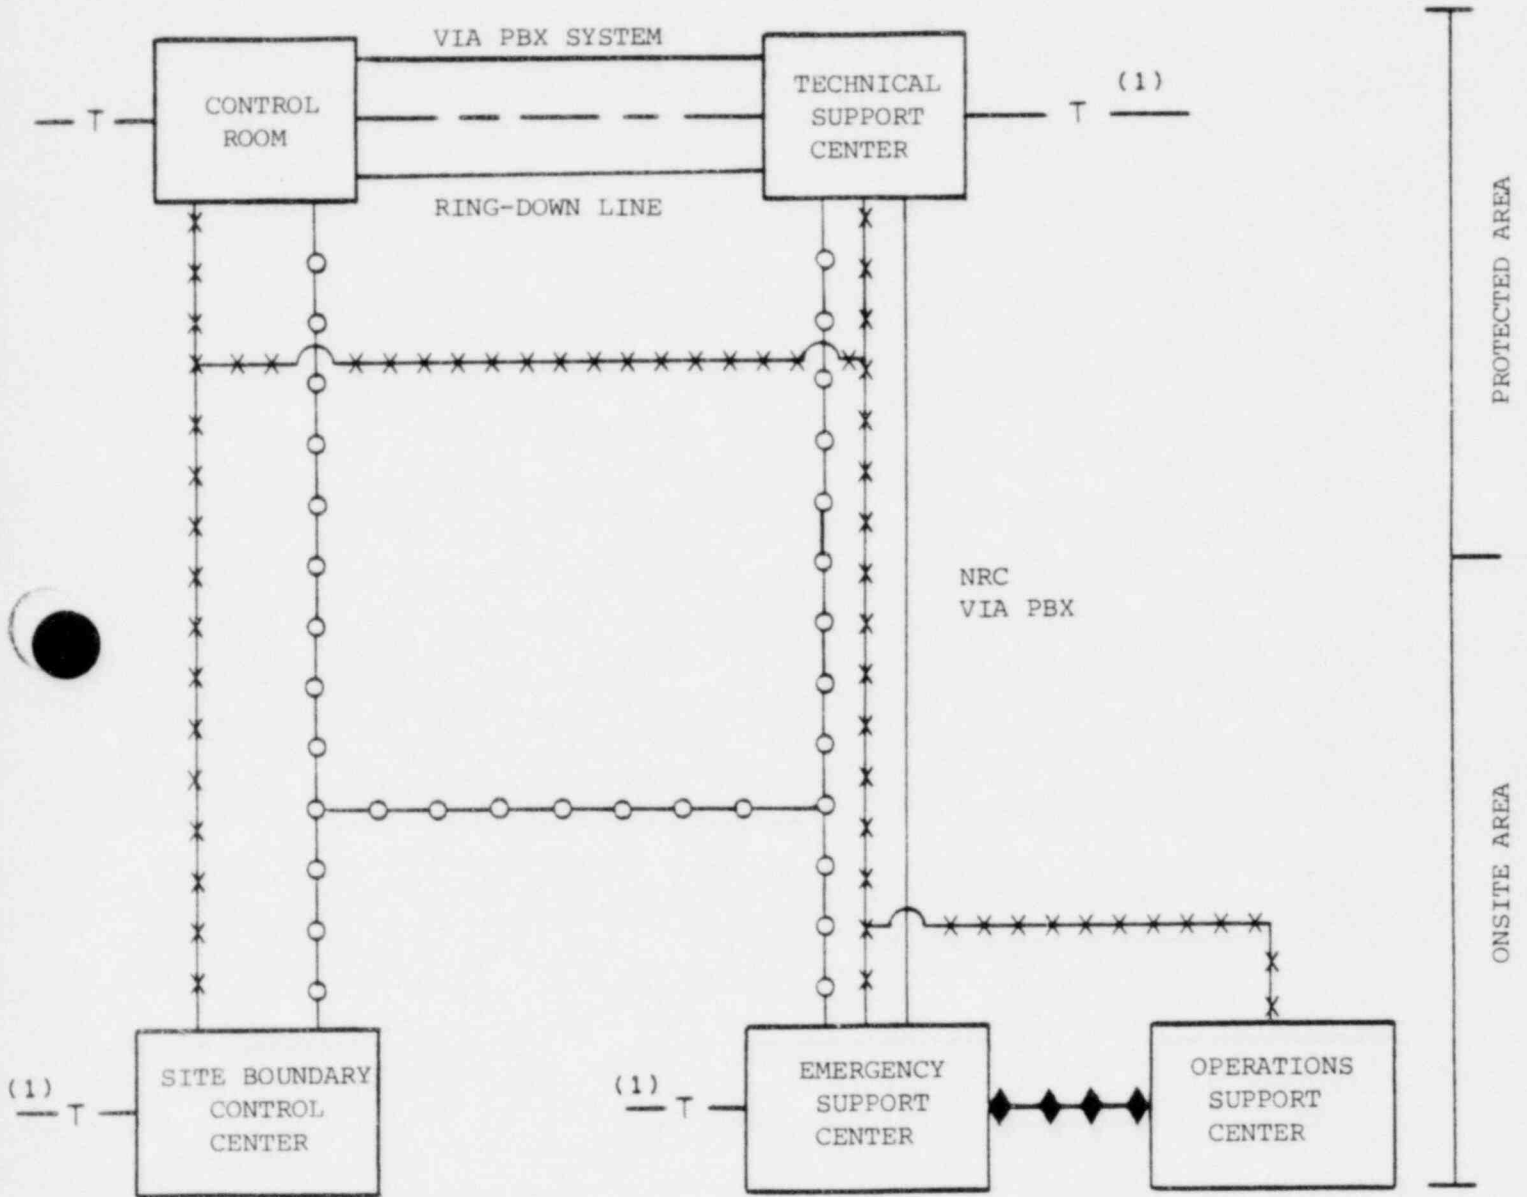 VIA PBX SYSTEM
CONTROL
ROOM
TECHNICAL
SUPPORT
CENTER
T
T
(1)
RING-DOWN LINE
PROTECTED AREA
NRC
VIA PBX
ONSITE AREA
(1)
T
SITE BOUNDARY
CONTROL
CENTER
(1)
T
EMERGENCY
SUPPORT
CENTER
OPERATIONS
SUPPORT
CENTER